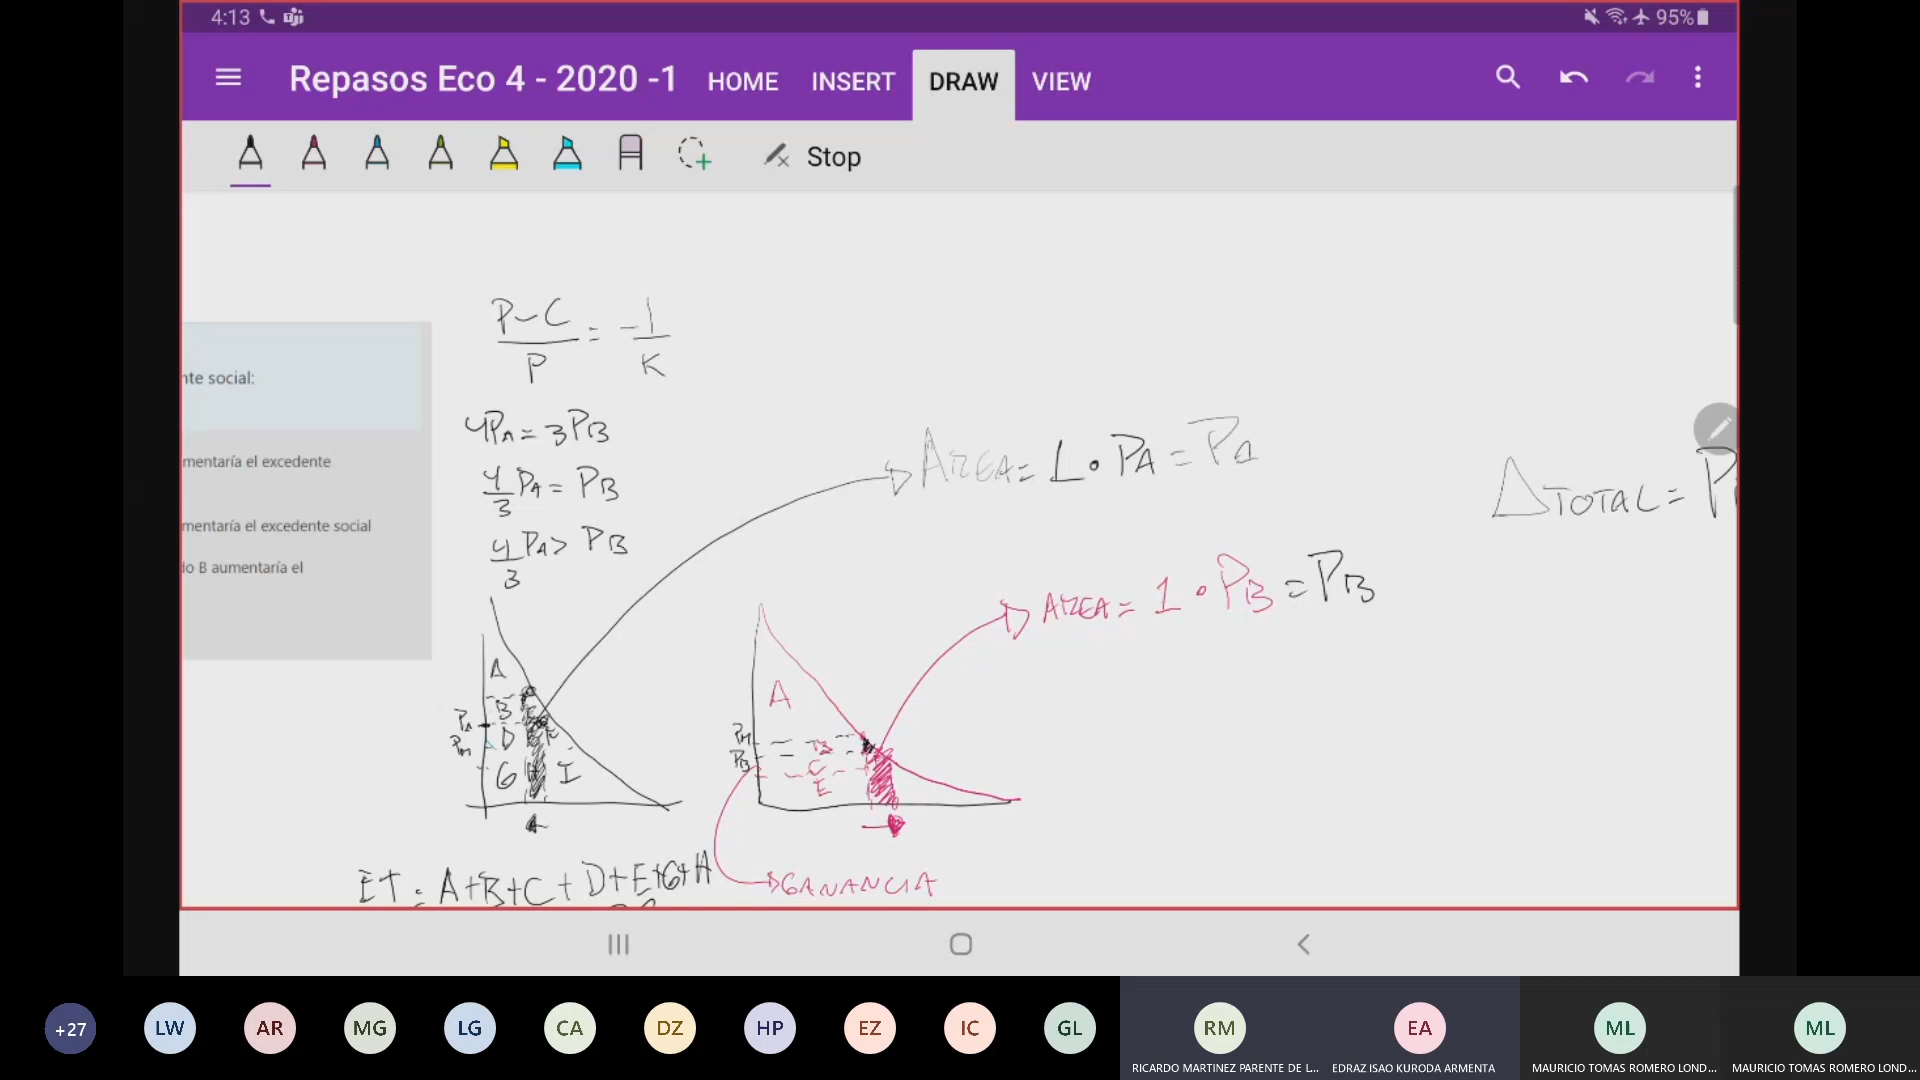 4:13 95%
Repasos Eco 4 - 2020 -1 HOME INSERT DRAW VIEW
Stop
P-C/P = -1/K
nte social:
4PA = 3PB
mentaría el excedente
4/3 PA = PB
AREA = 1 • PA = PA
ΔTOTAL = P
mentaría el excedente social
4/3 PA > PB
do B aumentaría el
AREA = 1 • PB = PB
A
B
PA
D
PM
G
I
A
PM
B
PB
C
E
GANANCIA
ET = A+B+C+D+E+G+H
+27 LW AR MG LG CA DZ HP EZ IC GL RM EA ML ML
RICARDO MARTINEZ PARENTE DE L... EDRAZ ISAO KURODA ARMENTA MAURICIO TOMAS ROMERO LOND... MAURICIO TOMAS ROMERO LOND...